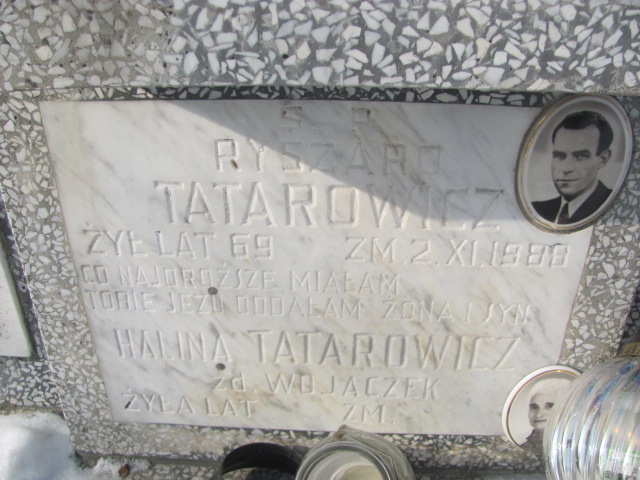 Ś. P.
RYSZARD
TATAROWICZ
ŻYŁ LAT 69 ZM. 2. XI. 1988
CO NAJDROŻSZE MIAŁAM
TOBIE JEZU ODDAŁAM ŻONA I SYN
HALINA TATAROWICZ
zd. WOJACZEK
ŻYŁA LAT ZM.